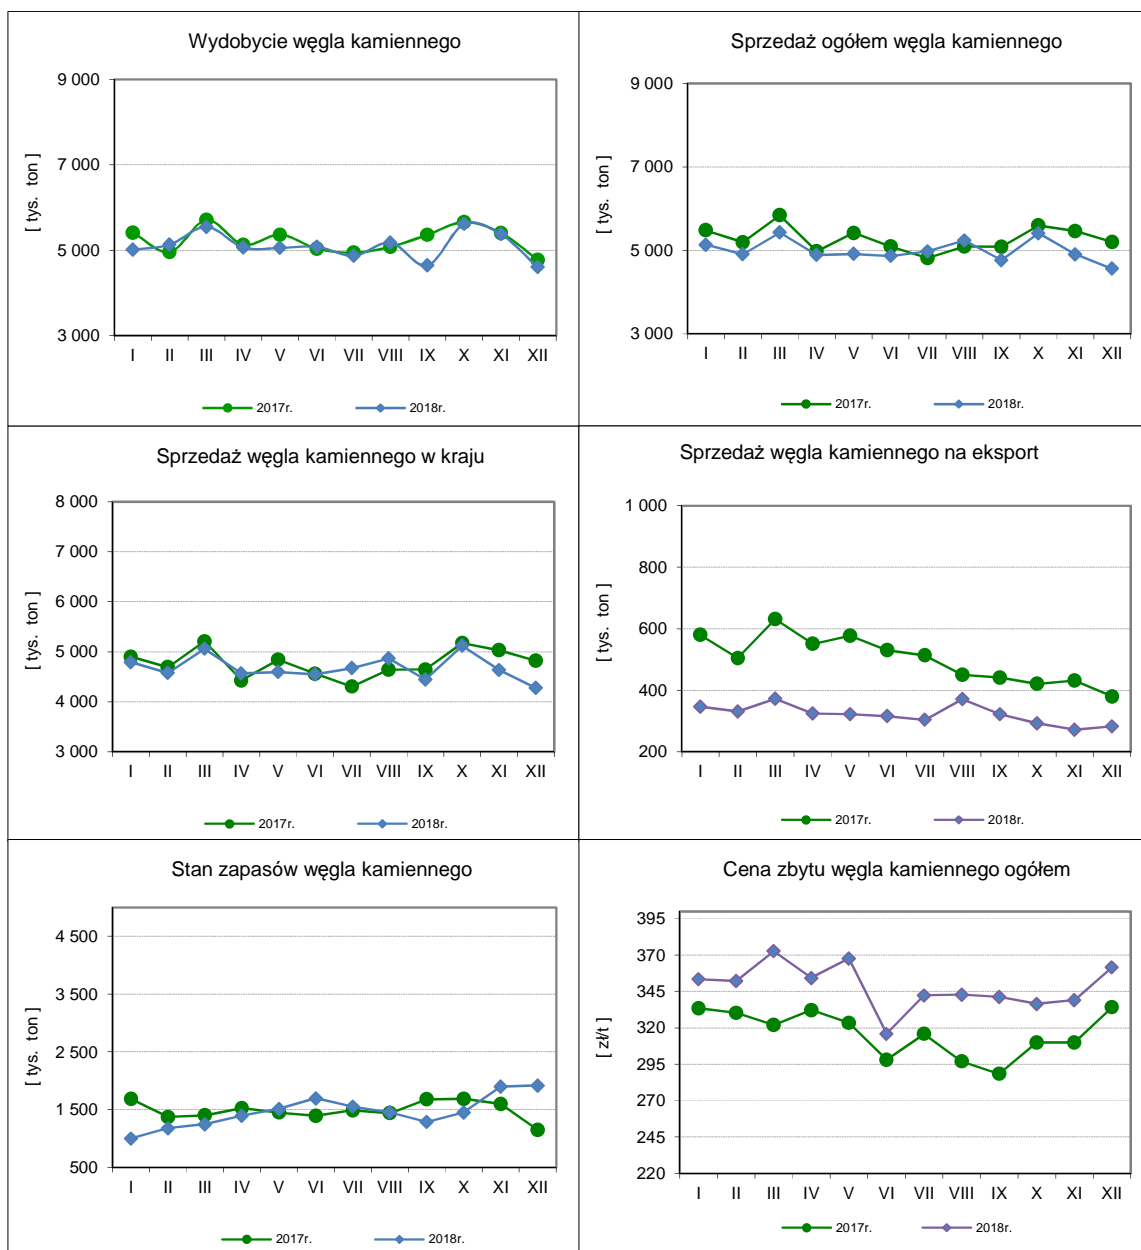 Wydobycie węgla kamiennego
[ tys. ton ]
9 000
7 000
5 000
3 000
I II III IV V VI VII VIII IX X XI XII
2017r. 2018r.
Sprzedaż ogółem węgla kamiennego
[ tys. ton ]
9 000
7 000
5 000
3 000
I II III IV V VI VII VIII IX X XI XII
2017r. 2018r.
Sprzedaż węgla kamiennego w kraju
[ tys. ton ]
8 000
7 000
6 000
5 000
4 000
3 000
I II III IV V VI VII VIII IX X XI XII
2017r. 2018r.
Sprzedaż węgla kamiennego na eksport
[ tys. ton ]
1 000
800
600
400
200
I II III IV V VI VII VIII IX X XI XII
2017r. 2018r.
Stan zapasów węgla kamiennego
[ tys. ton ]
4 500
3 500
2 500
1 500
500
I II III IV V VI VII VIII IX X XI XII
2017r. 2018r.
Cena zbytu węgla kamiennego ogółem
[ zł/t ]
395
370
345
320
295
270
245
220
I II III IV V VI VII VIII IX X XI XII
2017r. 2018r.